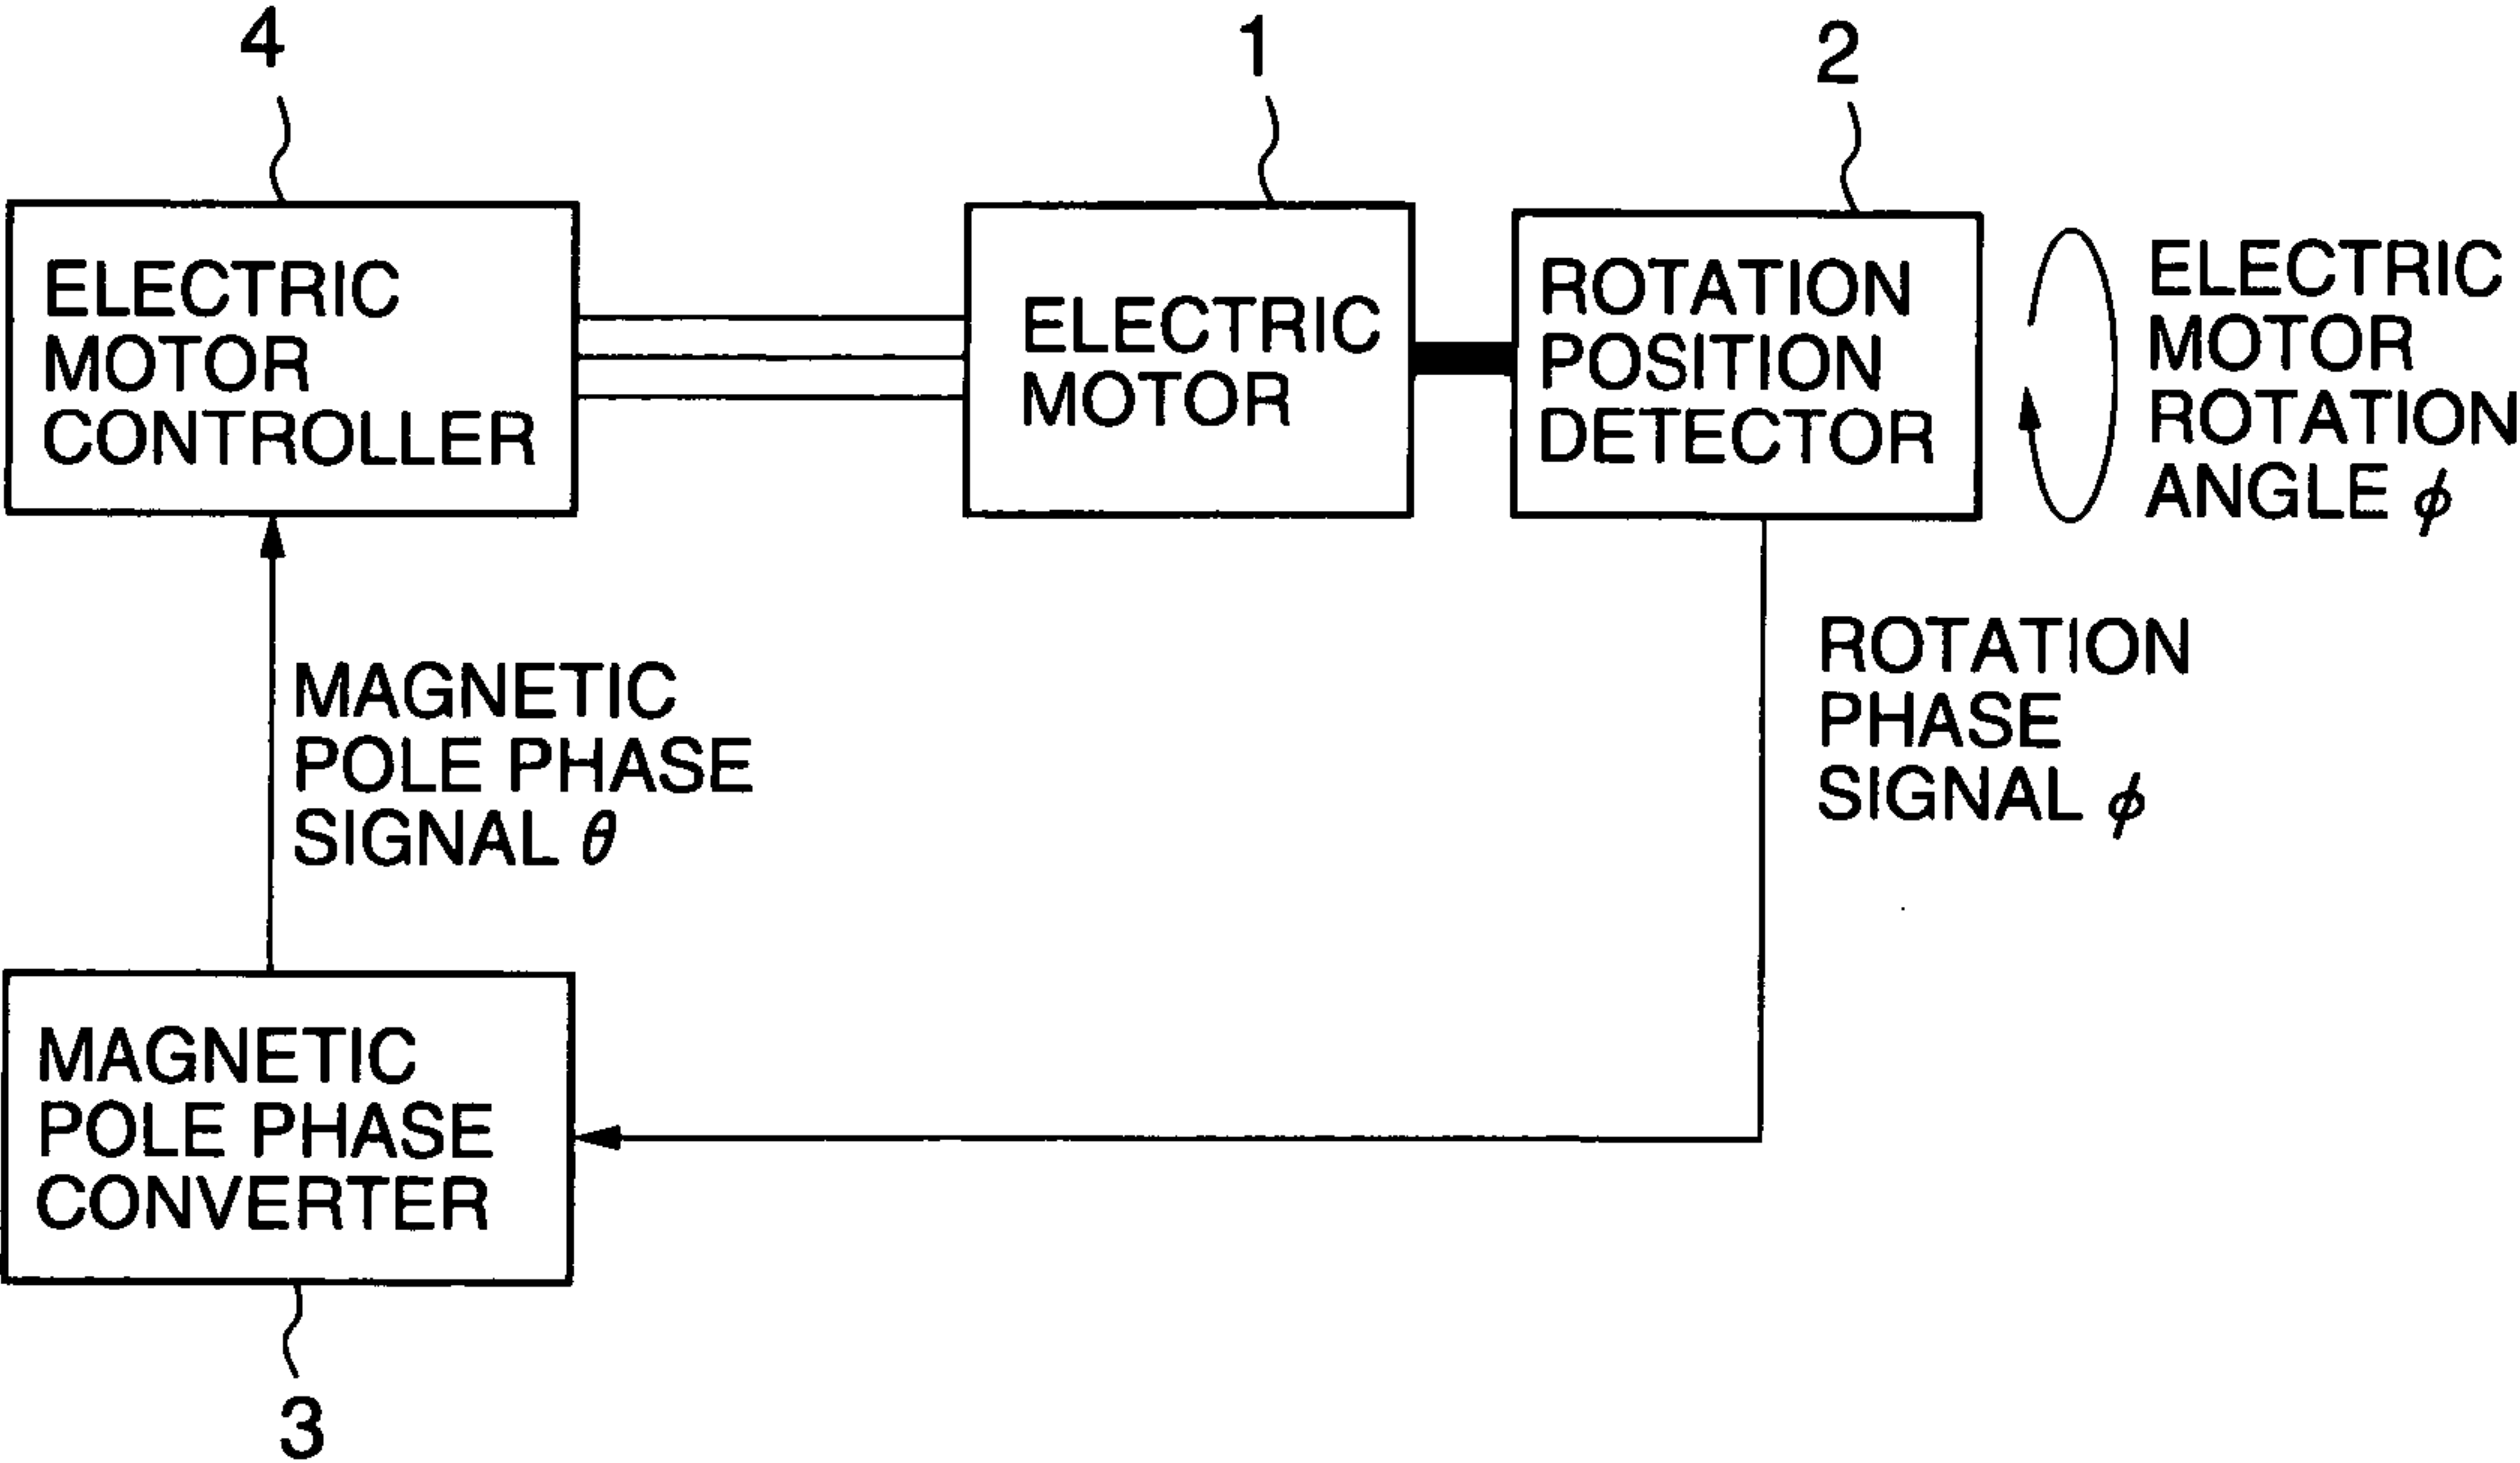 4
1
2
ELECTRIC
MOTOR
CONTROLLER
ELECTRIC
MOTOR
ROTATION
POSITION
DETECTOR
ELECTRIC
MOTOR
ROTATION
ANGLE ϕ
MAGNETIC
POLE PHASE
SIGNAL θ
ROTATION
PHASE
SIGNAL ϕ
MAGNETIC
POLE PHASE
CONVERTER
3